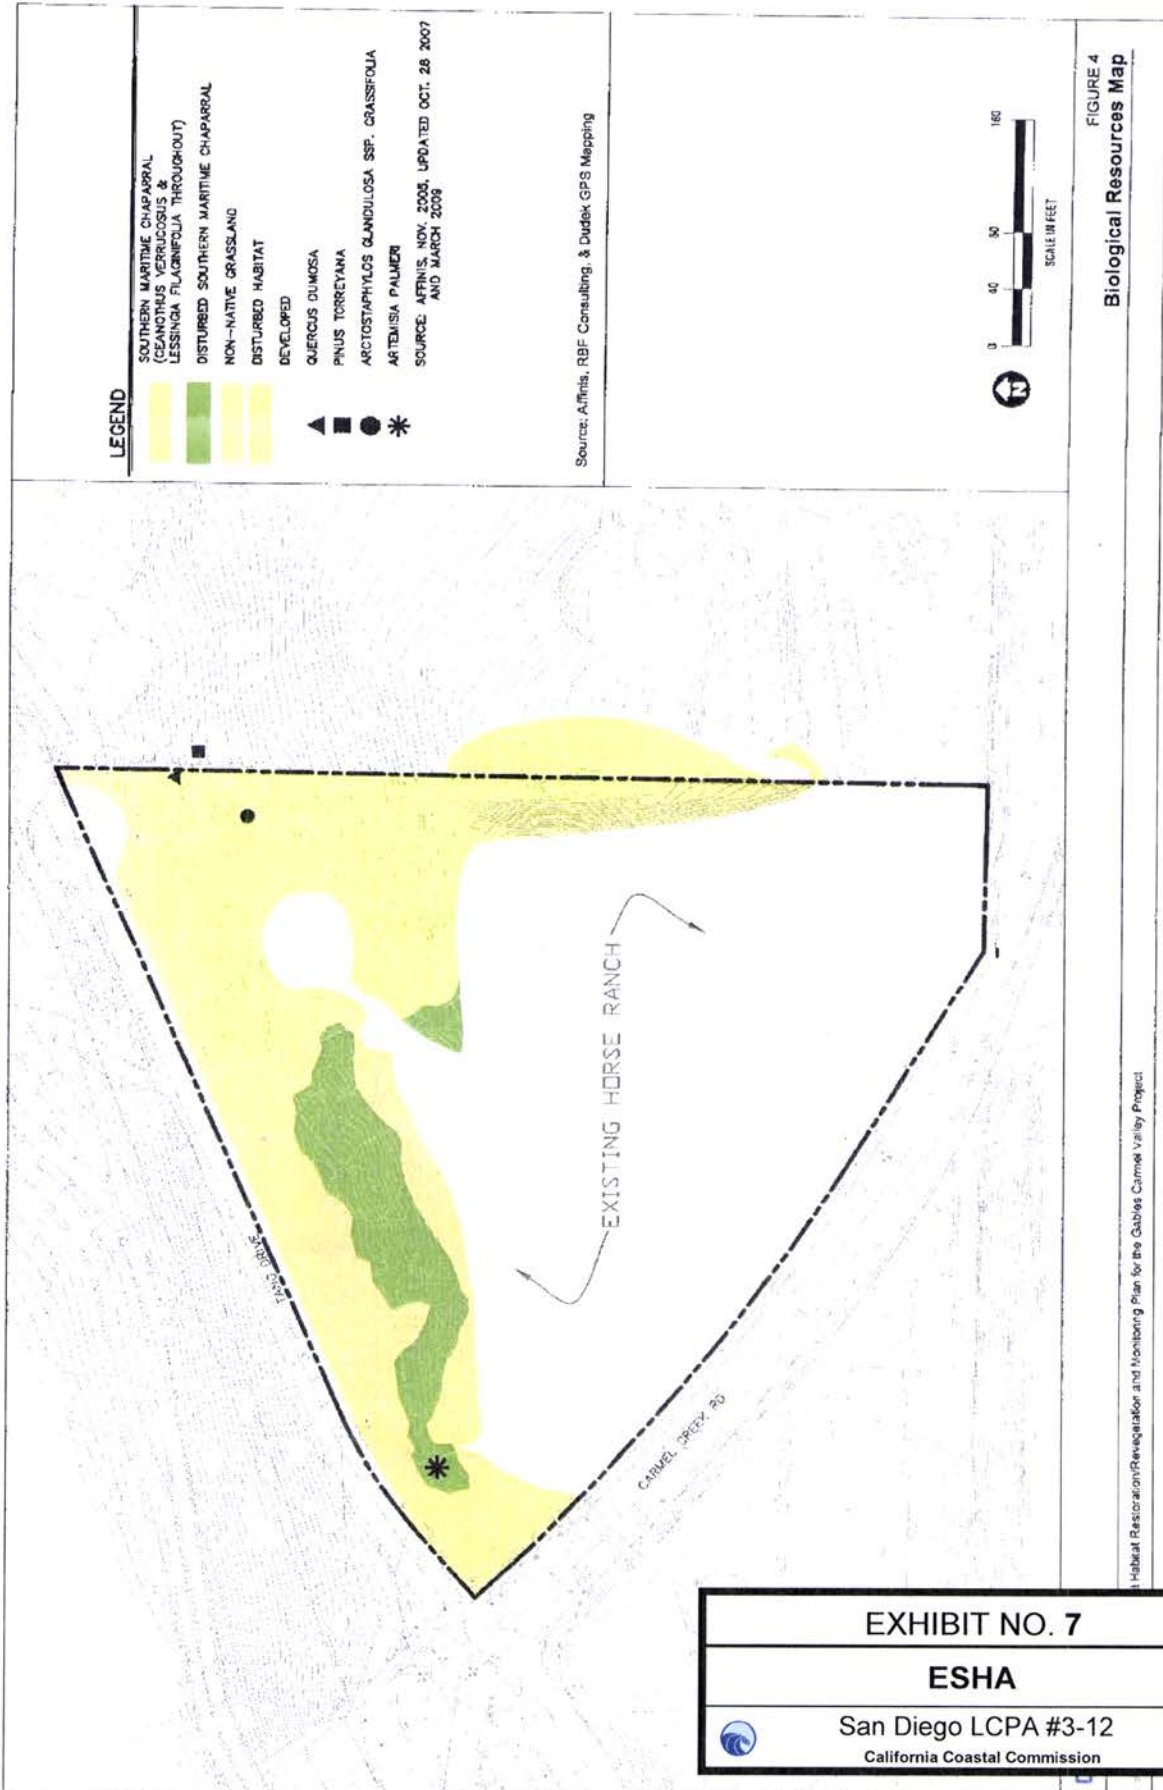 LEGEND
SOUTHERN MARITIME CHAPARRAL
(CEANOTHUS VERRUCOSUS &
LESSINGIA FILAGINIFOLIA THROUGHOUT)
DISTURBED SOUTHERN MARITIME CHAPARRAL
NON-NATIVE GRASSLAND
DISTURBED HABITAT
DEVELOPED
QUERCUS DUMOSA
PINUS TORREYANA
ARCTOSTAPHYLOS GLANDULOSA SSP. CRASSIFOLIA
ARTEMISIA PALMERI
SOURCE: AFFINIS, NOV. 2005, UPDATED OCT. 28 2007
AND MARCH 2009
Source: Affinis, RBF Consulting, & Dudek GPS Mapping
N
0 40 80 160
SCALE IN FEET
TANG DRIVE
EXISTING HORSE RANCH
CARMEL CREEK RD
FIGURE 4
Biological Resources Map
Habitat Restoration/Revegetation and Monitoring Plan for the Gables Carmel Valley Project
EXHIBIT NO. 7
ESHA
San Diego LCPA #3-12
California Coastal Commission